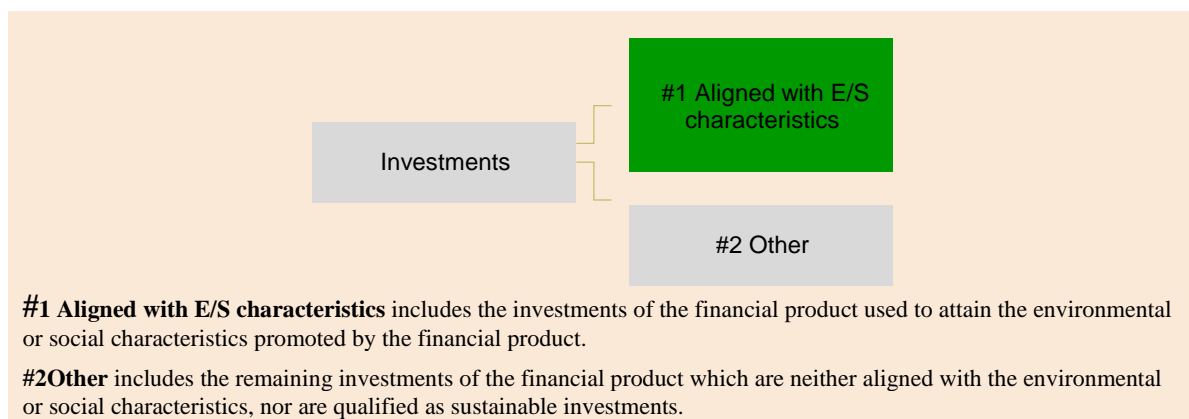 #1 Aligned with E/S
characteristics
Investments
#2 Other
#1 Aligned with E/S characteristics includes the investments of the financial product used to attain the environmental
or social characteristics promoted by the financial product.
#2Other includes the remaining investments of the financial product which are neither aligned with the environmental
or social characteristics, nor are qualified as sustainable investments.